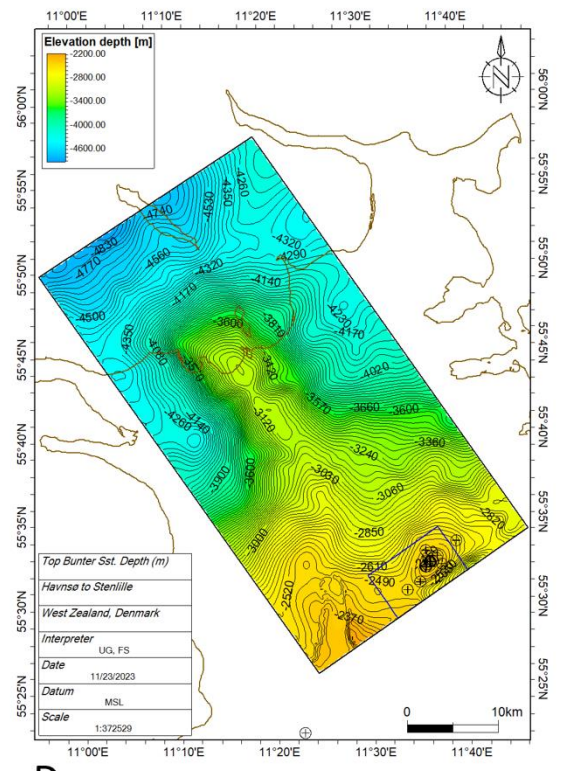 11°00'E 11°10'E 11°20'E 11°30'E 11°40'E
Elevation depth [m]
-2200.00
-3400.00
-4000.00
-4600.00
N
56°00'N
56°00'N
55°55'N
55°55'N
55°50'N
55°50'N
55°45'N
55°45'N
55°40'N
55°40'N
55°35'N
55°35'N
55°30'N
55°30'N
55°25'N
55°25'N
-4260
-4350
-4530
-4740
-4830
-4770
-4560
-4320
-4290
-4320
-4140
-4170
-4500
-4350
-3600
-3810
-4230
-4170
-3420
-4020
-3570
-3660
-3600
-3120
-4260
-4140
-3360
-3240
-3900
-3600
-3030
-3060
-2820
-3000
-2850
-2610
-2490
-2520
-2370
Top Bunter Sst. Depth (m)
Havnsø to Stenlille
West Zealand, Denmark
Interpreter
UG, FS
Date
11/23/2023
Datum
MSL
Scale
1:372529
0 10km
11°00'E 11°10'E 11°20'E 11°30'E 11°40'E